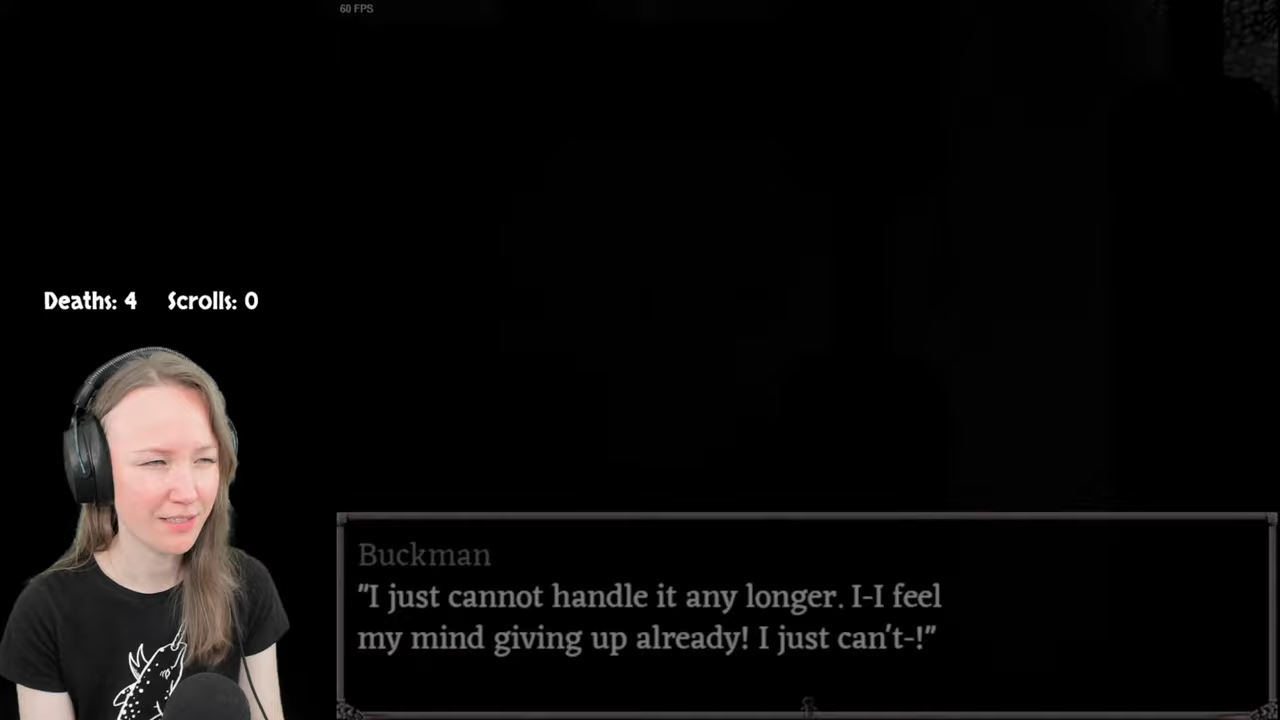 60 FPS
Deaths: 4 Scrolls: 0
Buckman
"I just cannot handle it any longer. I-I feel
my mind giving up already! I just can't-!"